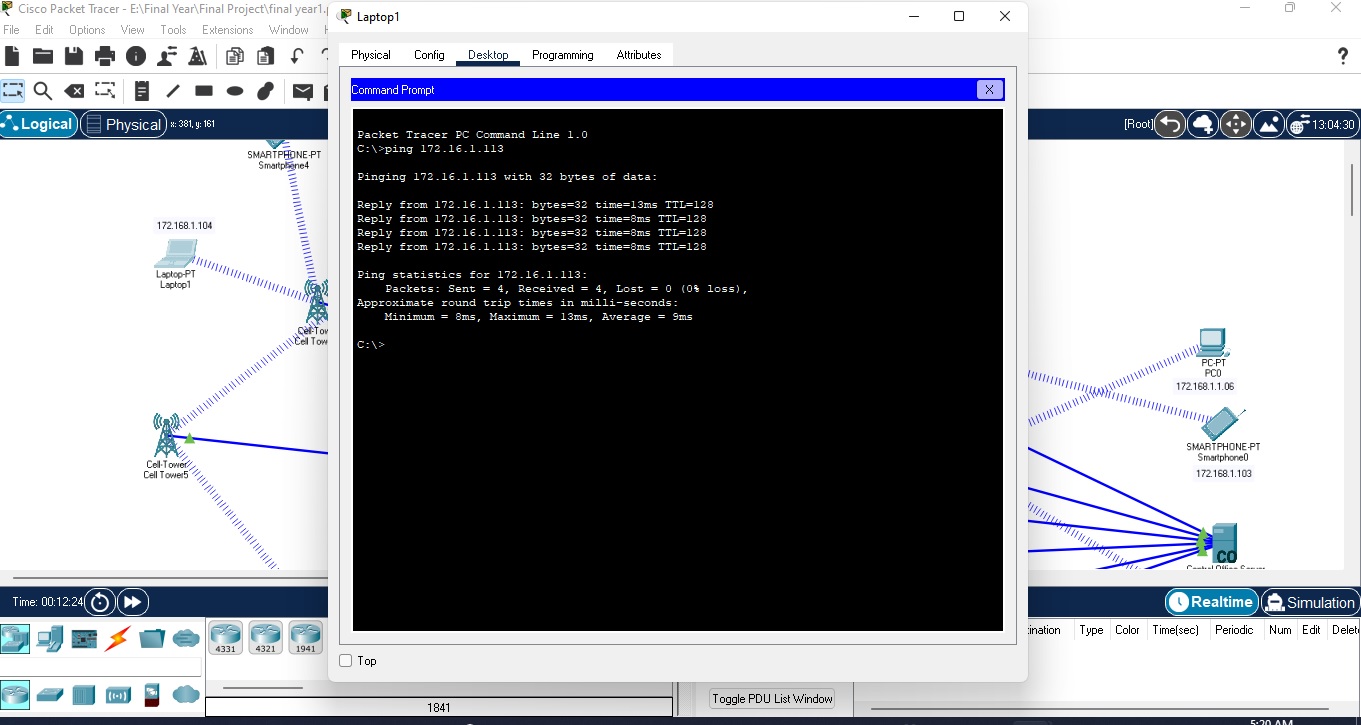 Cisco Packet Tracer - E:\Final Year\Final Project\final year1.
File Edit Options View Tools Extensions Window
Logical Physical x: 381, y: 161
[Root] 13:04:30
SMARTPHONE-PT
Smartphone4
172.168.1.104
Laptop-PT
Laptop1
Cell-Tow
Cell Tow
Cell-Tower
Cell Tower5
Laptop1
Physical Config Desktop Programming Attributes
Command Prompt X
Packet Tracer PC Command Line 1.0
C:\>ping 172.16.1.113
Pinging 172.16.1.113 with 32 bytes of data:
Reply from 172.16.1.113: bytes=32 time=13ms TTL=128
Reply from 172.16.1.113: bytes=32 time=8ms TTL=128
Reply from 172.16.1.113: bytes=32 time=8ms TTL=128
Reply from 172.16.1.113: bytes=32 time=8ms TTL=128
Ping statistics for 172.16.1.113:
Packets: Sent = 4, Received = 4, Lost = 0 (0% loss),
Approximate round trip times in milli-seconds:
Minimum = 8ms, Maximum = 13ms, Average = 9ms
C:\>
Top
PC-PT
PC0
172.168.1.1.06
SMARTPHONE-PT
Smartphone0
172.168.1.103
CO
Central Office Server
Time: 00:12:24
Realtime Simulation
4331 4321 1941
1841
Toggle PDU List Window
ination Type Color Time(sec) Periodic Num Edit Delet
5:20 AM